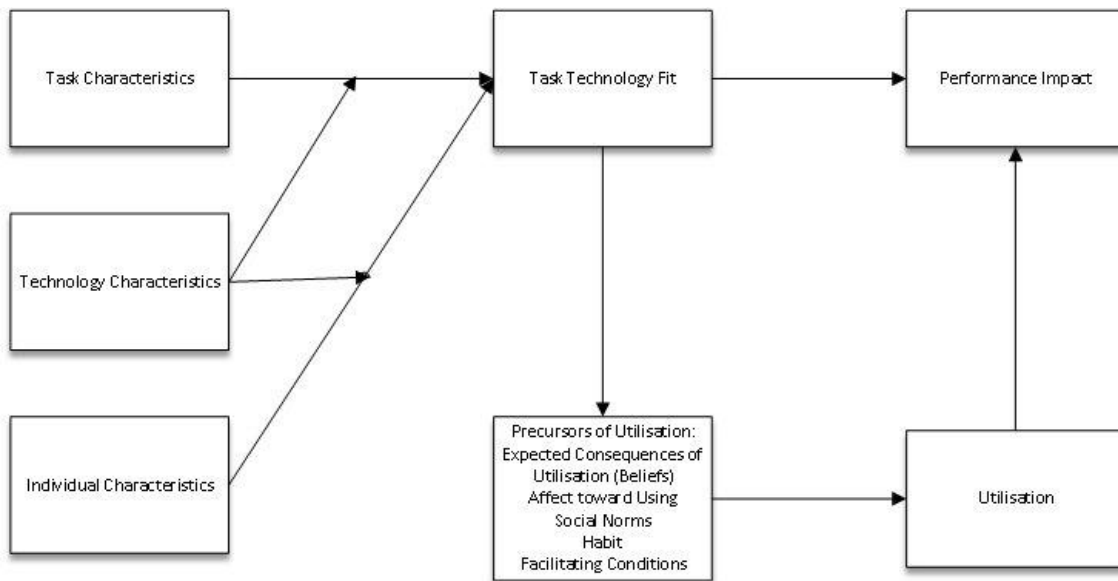 Task Characteristics
Task Technology Fit
Performance Impact
Technology Characteristics
Individual Characteristics
Precursors of Utilisation:
Expected Consequences of
Utilisation (Beliefs)
Affect toward Using
Social Norms
Habit
Facilitating Conditions
Utilisation